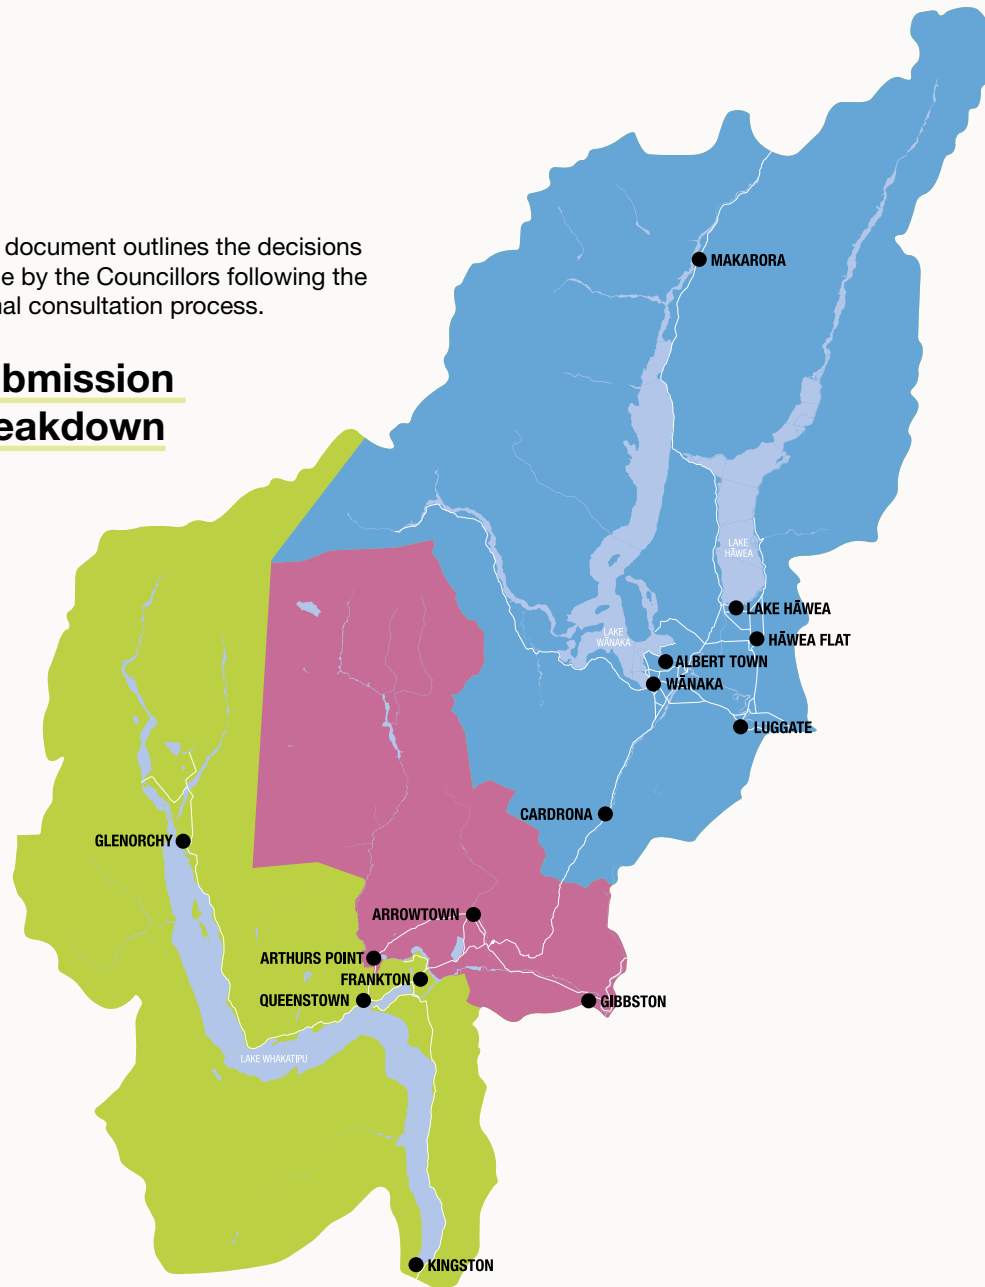 document outlines the decisions
e by the Councillors following the
al consultation process.
bmission
eakdown
MAKARORA
LAKE
HĀWEA
LAKE HĀWEA
HĀWEA FLAT
LAKE
WĀNAKA
ALBERT TOWN
WĀNAKA
LUGGATE
CARDRONA
GLENORCHY
ARROWTOWN
ARTHURS POINT
FRANKTON
QUEENSTOWN
GIBBSTON
LAKE WHAKATIPU
KINGSTON